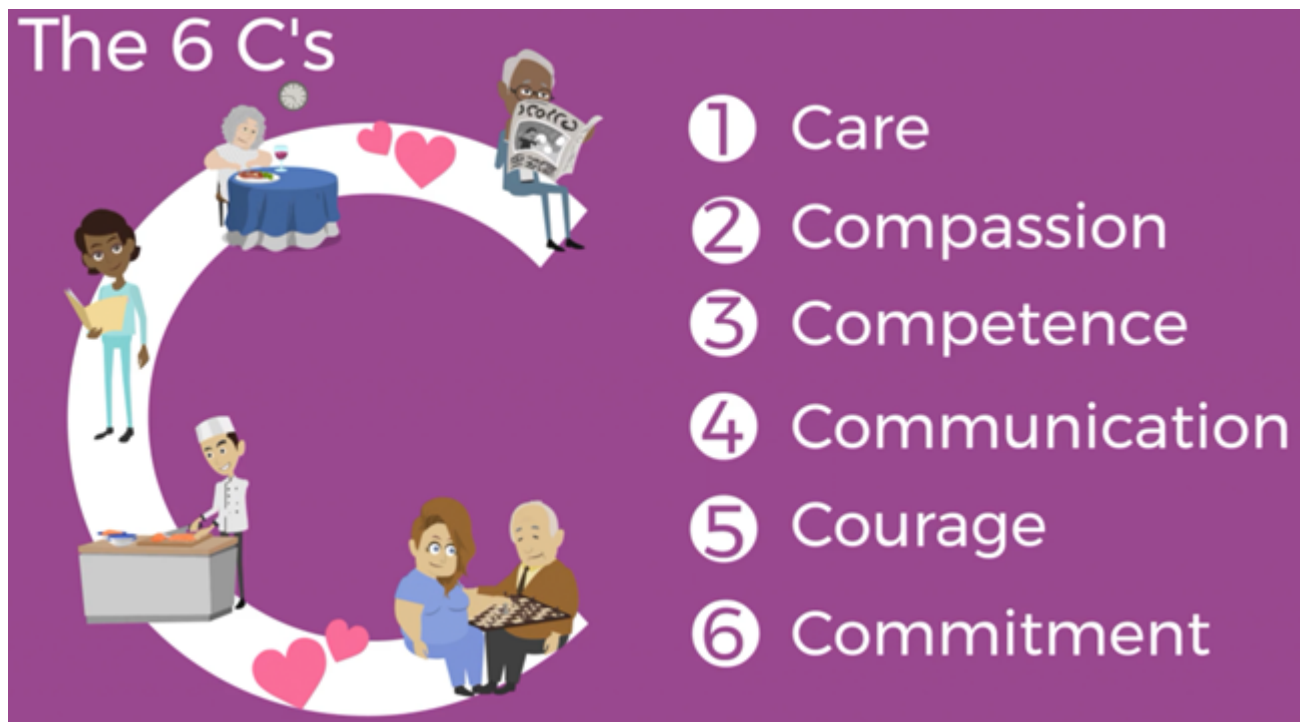 The 6 C's
1 Care
2 Compassion
3 Competence
4 Communication
5 Courage
6 Commitment